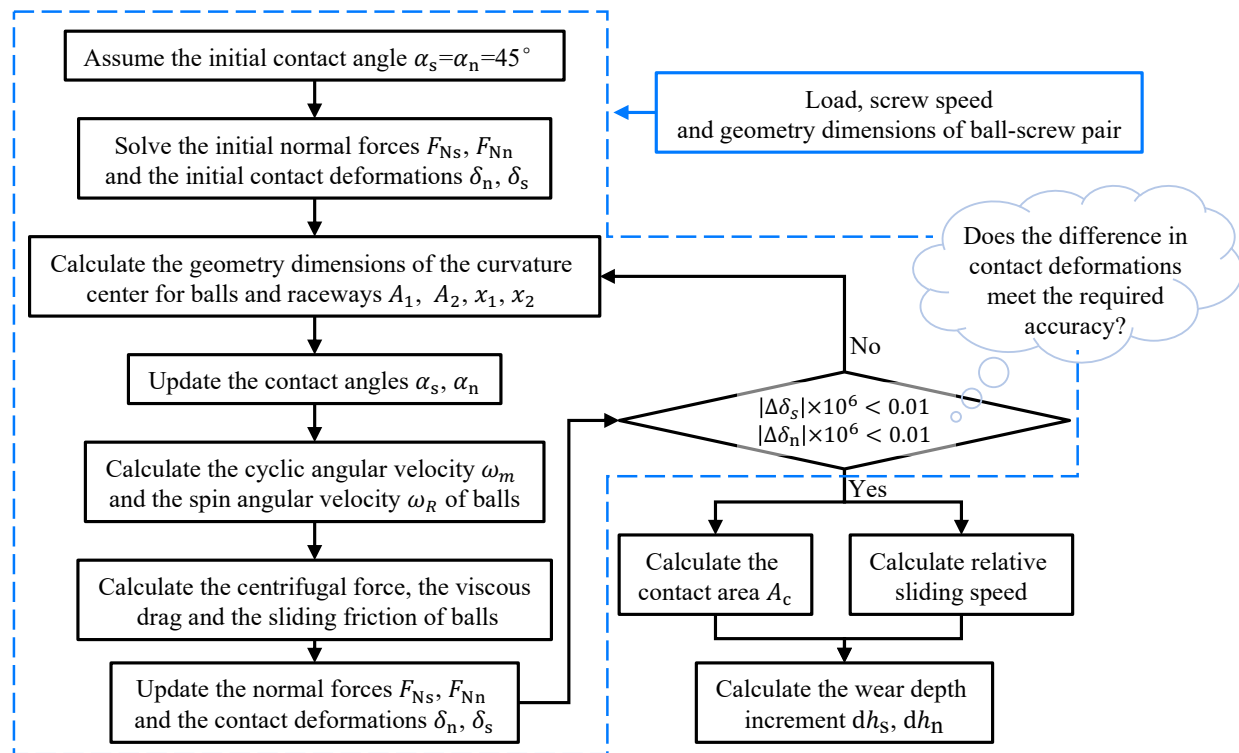 Assume the initial contact angle αs=αn=45°
Solve the initial normal forces FNs, FNn
and the initial contact deformations δn, δs
Calculate the geometry dimensions of the curvature
center for balls and raceways A1, A2, x1, x2
Update the contact angles αs, αn
Calculate the cyclic angular velocity ωm
and the spin angular velocity ωR of balls
Calculate the centrifugal force, the viscous
drag and the sliding friction of balls
Update the normal forces FNs, FNn
and the contact deformations δn, δs
Load, screw speed
and geometry dimensions of ball-screw pair
Does the difference in
contact deformations
meet the required
accuracy?
No
|Δδs|×10⁶ < 0.01
|Δδn|×10⁶ < 0.01
Yes
Calculate the
contact area Ac
Calculate relative
sliding speed
Calculate the wear depth
increment dhs, dhn